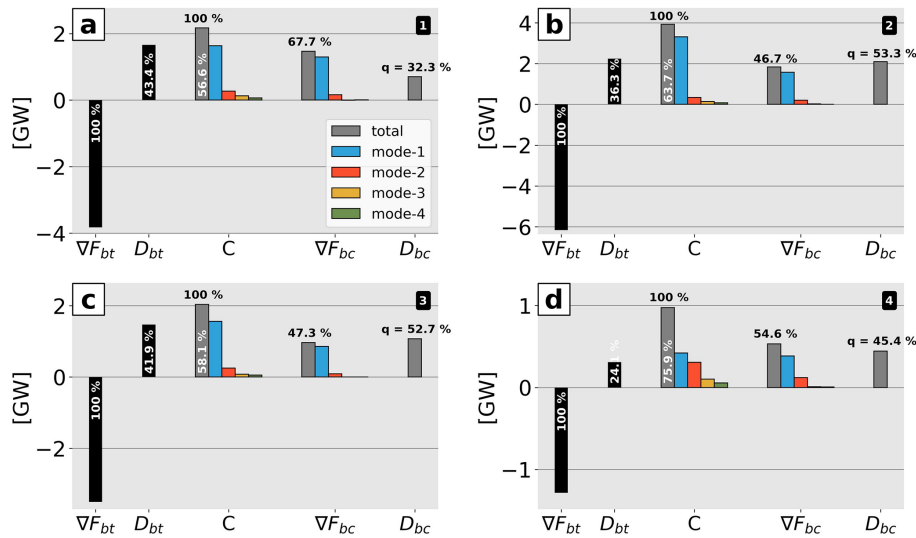 a
1
[GW]
2
0
−2
−4
100 %
43.4 %
100 %
56.6 %
67.7 %
q = 32.3 %
total
mode-1
mode-2
mode-3
mode-4
∇F_bt D_bt C ∇F_bc D_bc
b
2
[GW]
4
2
0
−2
−4
−6
100 %
36.3 %
100 %
63.7 %
46.7 %
q = 53.3 %
∇F_bt D_bt C ∇F_bc D_bc
c
3
[GW]
2
0
−2
100 %
41.9 %
100 %
58.1 %
47.3 %
q = 52.7 %
∇F_bt D_bt C ∇F_bc D_bc
d
4
[GW]
1
0
−1
100 %
100 %
75.9 %
54.6 %
q = 45.4 %
∇F_bt D_bt C ∇F_bc D_bc